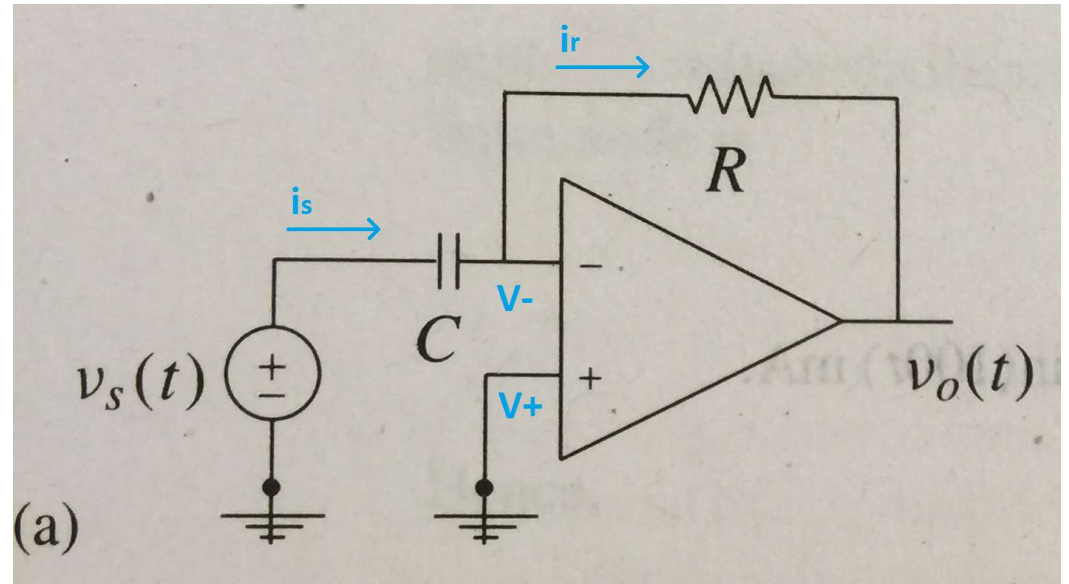 ir
R
is
−
V-
C
+
−
vs(t)
+
V+
vo(t)
(a)